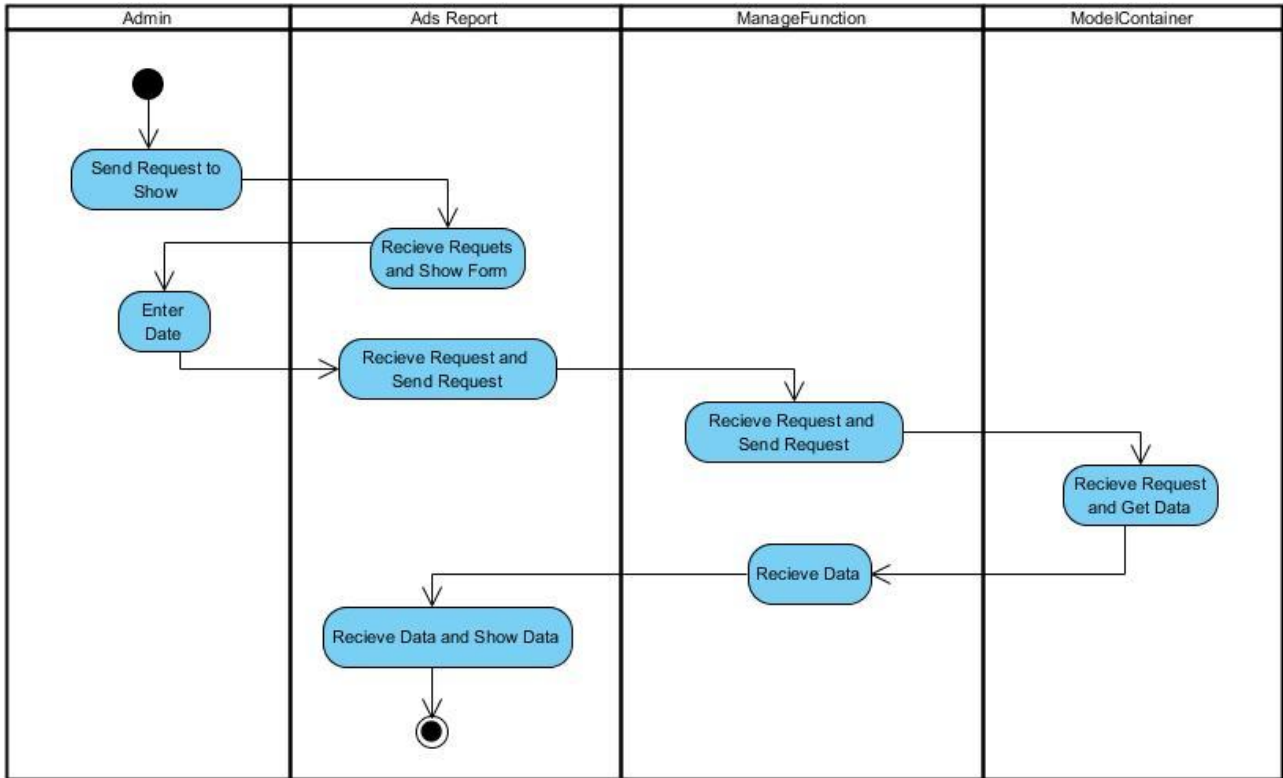 Admin
Ads Report
ManageFunction
ModelContainer
Send Request to
Show
Recieve Requets
and Show Form
Enter
Date
Recieve Request and
Send Request
Recieve Request and
Send Request
Recieve Request
and Get Data
Recieve Data
Recieve Data and Show Data